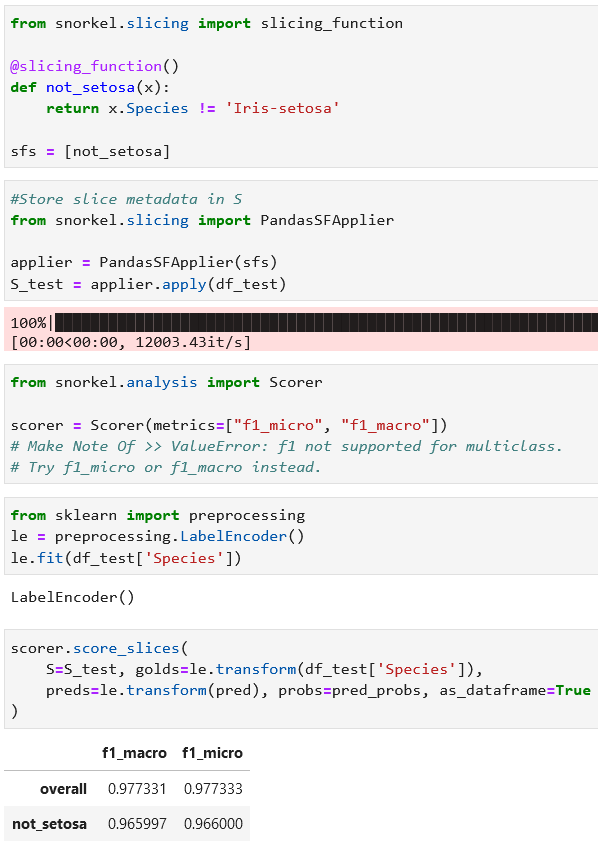 from snorkel.slicing import slicing_function
@slicing_function()
def not_setosa(x):
    return x.Species != 'Iris-setosa'
sfs = [not_setosa]
#Store slice metadata in S
from snorkel.slicing import PandasSFApplier
applier = PandasSFApplier(sfs)
S_test = applier.apply(df_test)
100%|
[00:00<00:00, 12003.43it/s]
from snorkel.analysis import Scorer
scorer = Scorer(metrics=["f1_micro", "f1_macro"])
# Make Note Of >> ValueError: f1 not supported for multiclass.
# Try f1_micro or f1_macro instead.
from sklearn import preprocessing
le = preprocessing.LabelEncoder()
le.fit(df_test['Species'])
LabelEncoder()
scorer.score_slices(
    S=S_test, golds=le.transform(df_test['Species']),
    preds=le.transform(pred), probs=pred_probs, as_dataframe=True
)
f1_macro f1_micro
overall 0.977331 0.977333
not_setosa 0.965997 0.966000